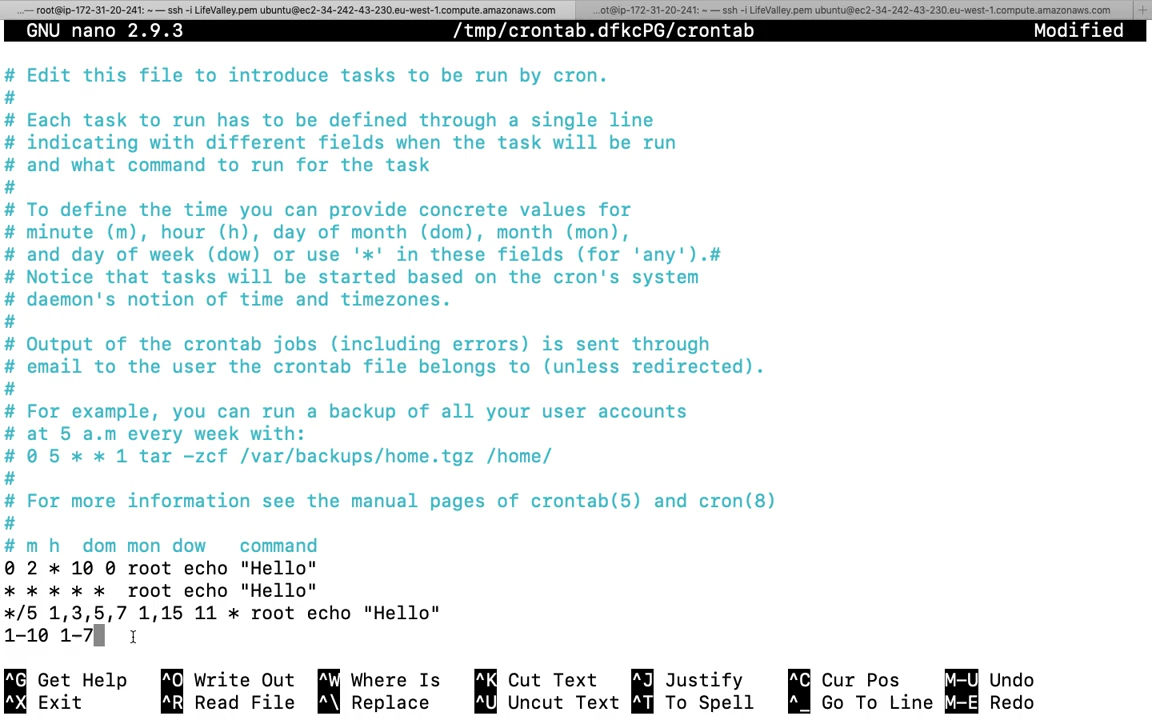 ...— root@ip-172-31-20-241: ~ — ssh -i LifeValley.pem ubuntu@ec2-34-242-43-230.eu-west-1.compute.amazonaws.com
...ot@ip-172-31-20-241: ~ — ssh -i LifeValley.pem ubuntu@ec2-34-242-43-230.eu-west-1.compute.amazonaws.com +
GNU nano 2.9.3 /tmp/crontab.dfkcPG/crontab Modified
# Edit this file to introduce tasks to be run by cron.
#
# Each task to run has to be defined through a single line
# indicating with different fields when the task will be run
# and what command to run for the task
#
# To define the time you can provide concrete values for
# minute (m), hour (h), day of month (dom), month (mon),
# and day of week (dow) or use '*' in these fields (for 'any').#
# Notice that tasks will be started based on the cron's system
# daemon's notion of time and timezones.
#
# Output of the crontab jobs (including errors) is sent through
# email to the user the crontab file belongs to (unless redirected).
#
# For example, you can run a backup of all your user accounts
# at 5 a.m every week with:
# 0 5 * * 1 tar -zcf /var/backups/home.tgz /home/
#
# For more information see the manual pages of crontab(5) and cron(8)
#
# m h  dom mon dow   command
0 2 * 10 0 root echo "Hello"
* * * * *  root echo "Hello"
*/5 1,3,5,7 1,15 11 * root echo "Hello"
1-10 1-7
^G Get Help ^O Write Out ^W Where Is ^K Cut Text ^J Justify ^C Cur Pos M-U Undo
^X Exit ^R Read File ^\ Replace ^U Uncut Text ^T To Spell ^_ Go To Line M-E Redo